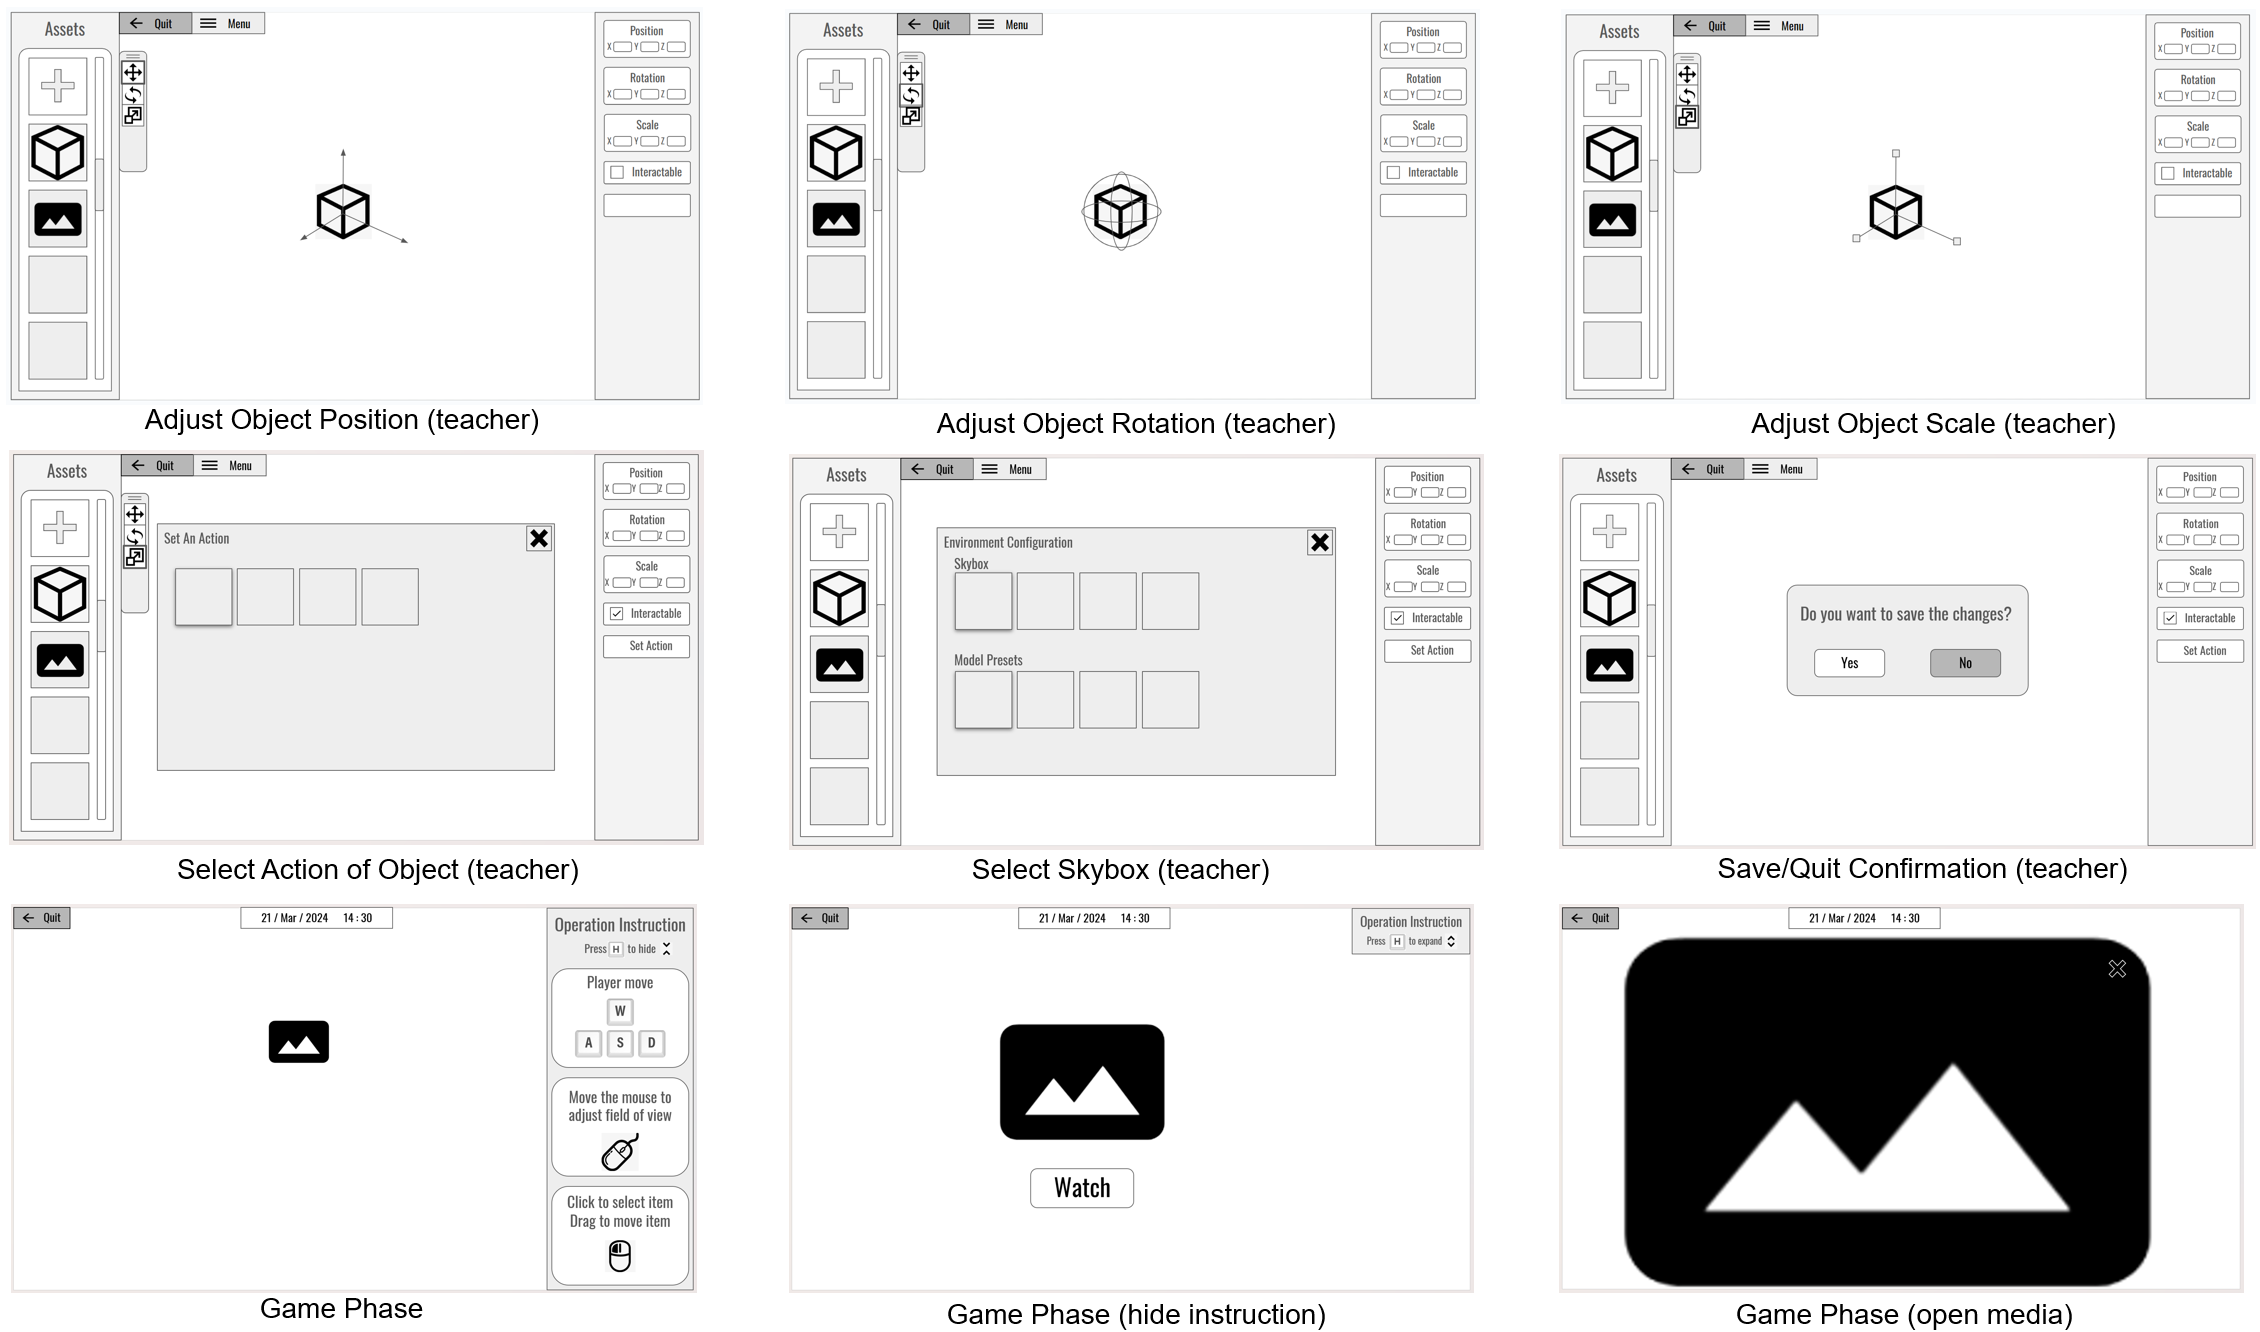 Assets
Quit
Menu
Position
X Y Z
Rotation
X Y Z
Scale
X Y Z
Interactable
Adjust Object Position (teacher)
Assets
Quit
Menu
Position
X Y Z
Rotation
X Y Z
Scale
X Y Z
Interactable
Adjust Object Rotation (teacher)
Assets
Quit
Menu
Position
X Y Z
Rotation
X Y Z
Scale
X Y Z
Interactable
Adjust Object Scale (teacher)
Assets
Quit
Menu
Set An Action
Position
X Y Z
Rotation
X Y Z
Scale
X Y Z
Interactable
Set Action
Select Action of Object (teacher)
Assets
Quit
Menu
Environment Configuration
Skybox
Model Presets
Position
X Y Z
Rotation
X Y Z
Scale
X Y Z
Interactable
Set Action
Select Skybox (teacher)
Assets
Quit
Menu
Do you want to save the changes?
Yes No
Position
X Y Z
Rotation
X Y Z
Scale
X Y Z
Interactable
Set Action
Save/Quit Confirmation (teacher)
Quit
21 / Mar / 2024 14 : 30
Operation Instruction
Press H to hide
Player move
W
A S D
Move the mouse to
adjust field of view
Click to select item
Drag to move item
Game Phase
Quit
21 / Mar / 2024 14 : 30
Operation Instruction
Press H to expand
Watch
Game Phase (hide instruction)
Quit
21 / Mar / 2024 14 : 30
Game Phase (open media)